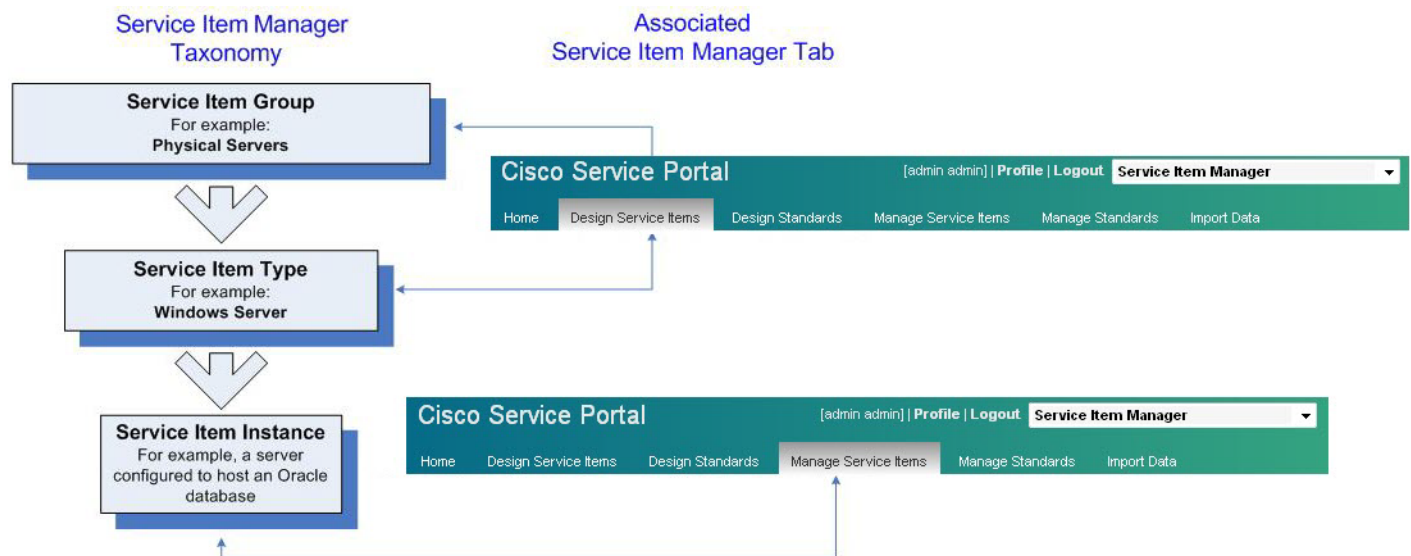 Service Item Manager
Taxonomy
Associated
Service Item Manager Tab
Service Item Group
For example:
Physical Servers
Cisco Service Portal
[admin admin] | Profile | Logout
Service Item Manager
Home
Design Service Items
Design Standards
Manage Service Items
Manage Standards
Import Data
Service Item Type
For example:
Windows Server
Service Item Instance
For example, a server
configured to host an Oracle
database
Cisco Service Portal
[admin admin] | Profile | Logout
Service Item Manager
Home
Design Service Items
Design Standards
Manage Service Items
Manage Standards
Import Data